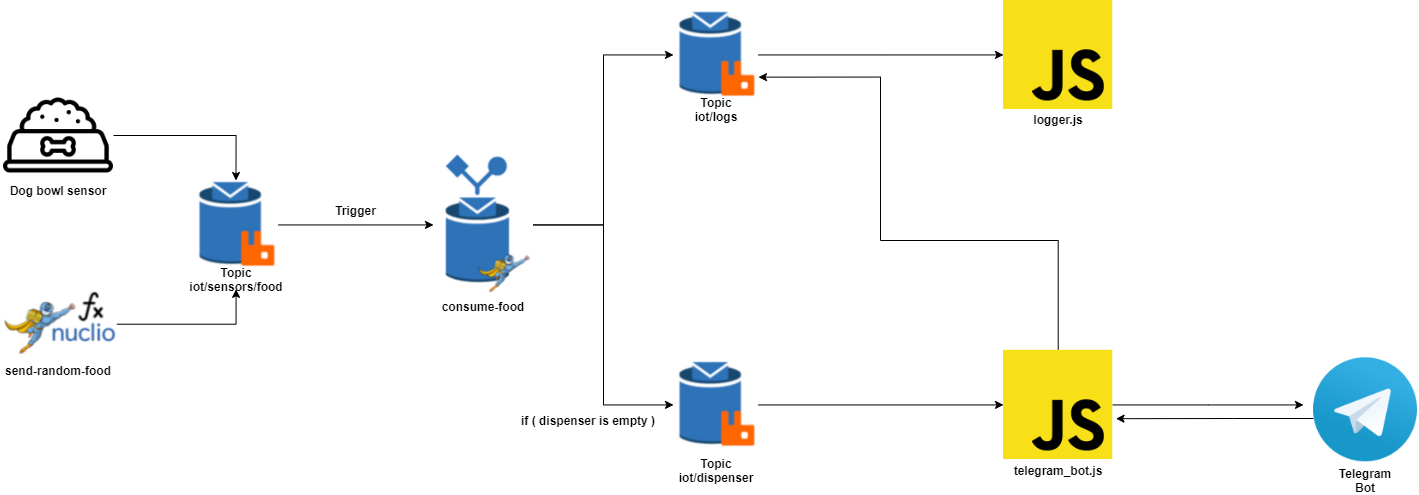 JS
Topic
iot/logs
logger.js
Dog bowl sensor
Trigger
Topic
iot/sensors/food
fx
nuclio
send-random-food
consume-food
if ( dispenser is empty )
Topic
iot/dispenser
JS
telegram_bot.js
Telegram
Bot